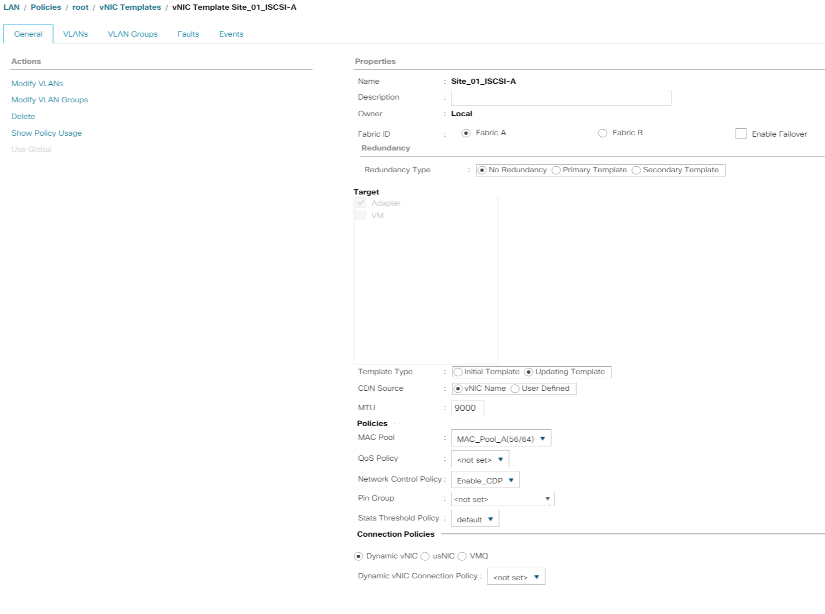 LAN / Policies / root / vNIC Templates / vNIC Template Site_01_ISCSI-A
General VLANs VLAN Groups Faults Events
Actions
Modify VLANs
Modify VLAN Groups
Delete
Show Policy Usage
Use Global
Properties
Name : Site_01_ISCSI-A
Description :
Owner : Local
Fabric ID : Fabric A Fabric B Enable Failover
Redundancy
Redundancy Type : No Redundancy Primary Template Secondary Template
Target
Adapter
VM
Template Type : Initial Template Updating Template
CDN Source : vNIC Name User Defined
MTU : 9000
Policies
MAC Pool : MAC_Pool_A(56/64)
QoS Policy : <not set>
Network Control Policy : Enable_CDP
Pin Group : <not set>
Stats Threshold Policy : default
Connection Policies
Dynamic vNIC usNIC VMQ
Dynamic vNIC Connection Policy : <not set>